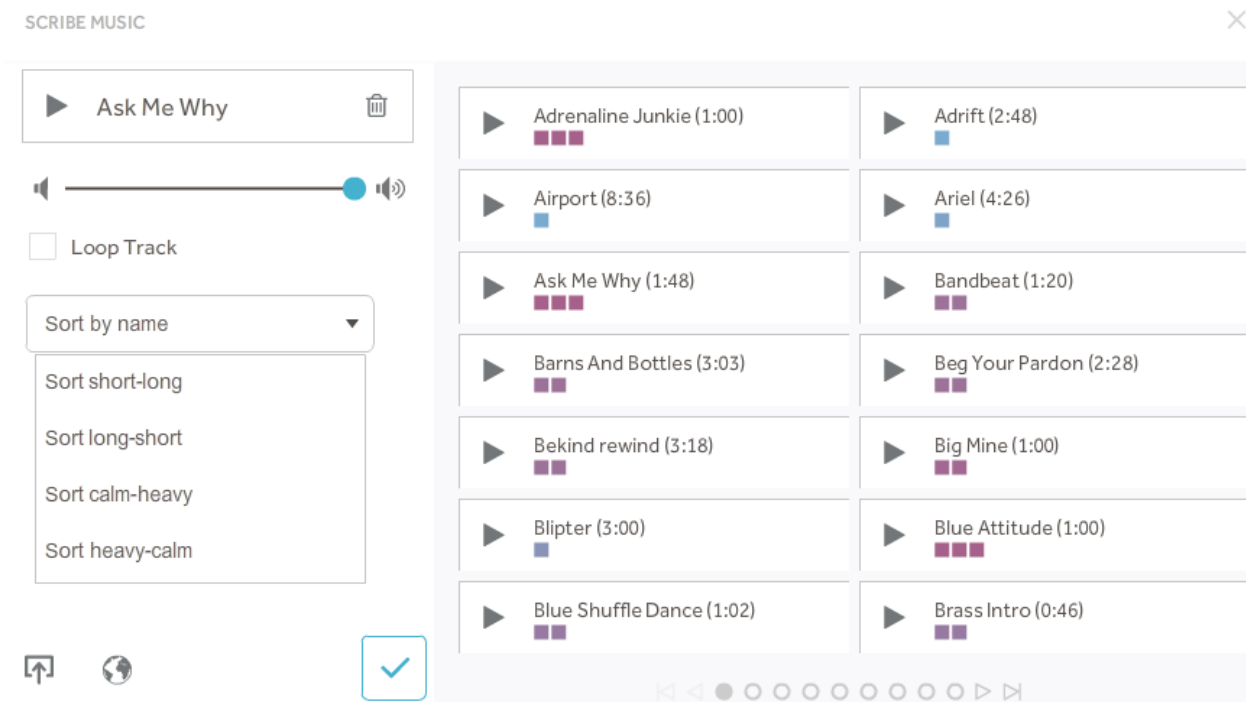 SCRIBE MUSIC
Ask Me Why
Loop Track
Sort by name
Sort short-long
Sort long-short
Sort calm-heavy
Sort heavy-calm
Adrenaline Junkie (1:00)
Adrift (2:48)
Airport (8:36)
Ariel (4:26)
Ask Me Why (1:48)
Bandbeat (1:20)
Barns And Bottles (3:03)
Beg Your Pardon (2:28)
Bekind rewind (3:18)
Big Mine (1:00)
Blipter (3:00)
Blue Attitude (1:00)
Blue Shuffle Dance (1:02)
Brass Intro (0:46)